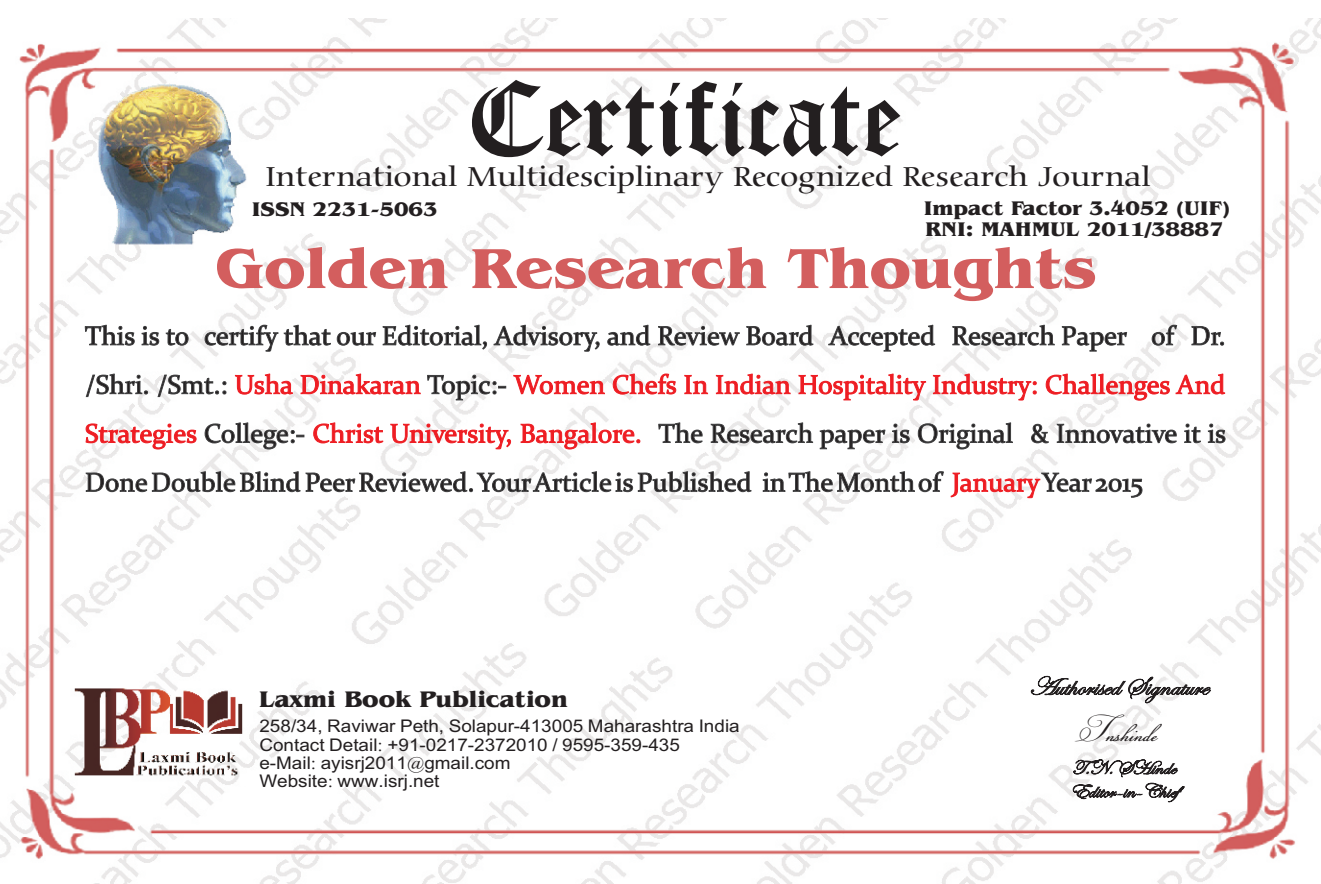 Certificate
International Multidesciplinary Recognized Research Journal
ISSN 2231-5063
Impact Factor 3.4052 (UIF)
RNI: MAHMUL 2011/38887
Golden Research Thoughts
This is to certify that our Editorial, Advisory, and Review Board Accepted Research Paper of Dr.
/Shri. /Smt.: Usha Dinakaran Topic:- Women Chefs In Indian Hospitality Industry: Challenges And
Strategies College:- Christ University, Bangalore. The Research paper is Original & Innovative it is
Done Double Blind Peer Reviewed. Your Article is Published in The Month of January Year 2015
LBP
Laxmi Book
Publication's
Laxmi Book Publication
258/34, Raviwar Peth, Solapur-413005 Maharashtra India
Contact Detail: +91-0217-2372010 / 9595-359-435
e-Mail: ayisrj2011@gmail.com
Website: www.isrj.net
Authorised Signature
Tnshinde
T.N. SHinde
Editor-in- Chief